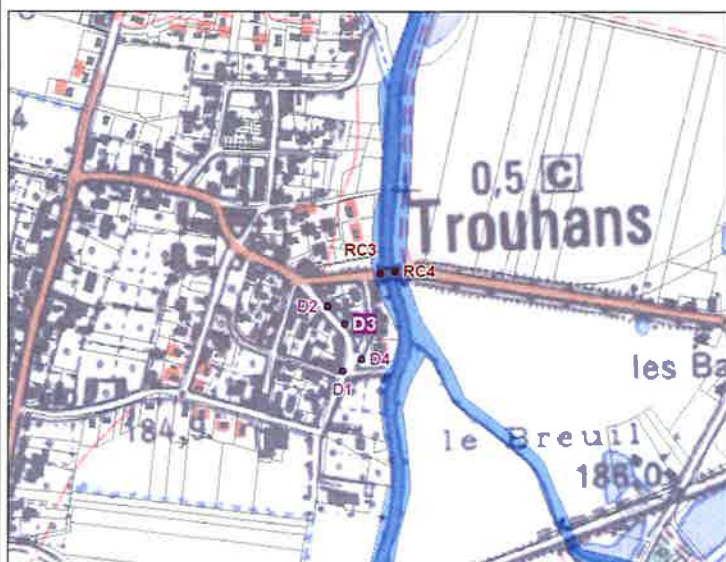 0,5 C
Trouhans
RC3
RC4
D2
D3
D4
D1
les Ba
184,9
le Breuil
186,0